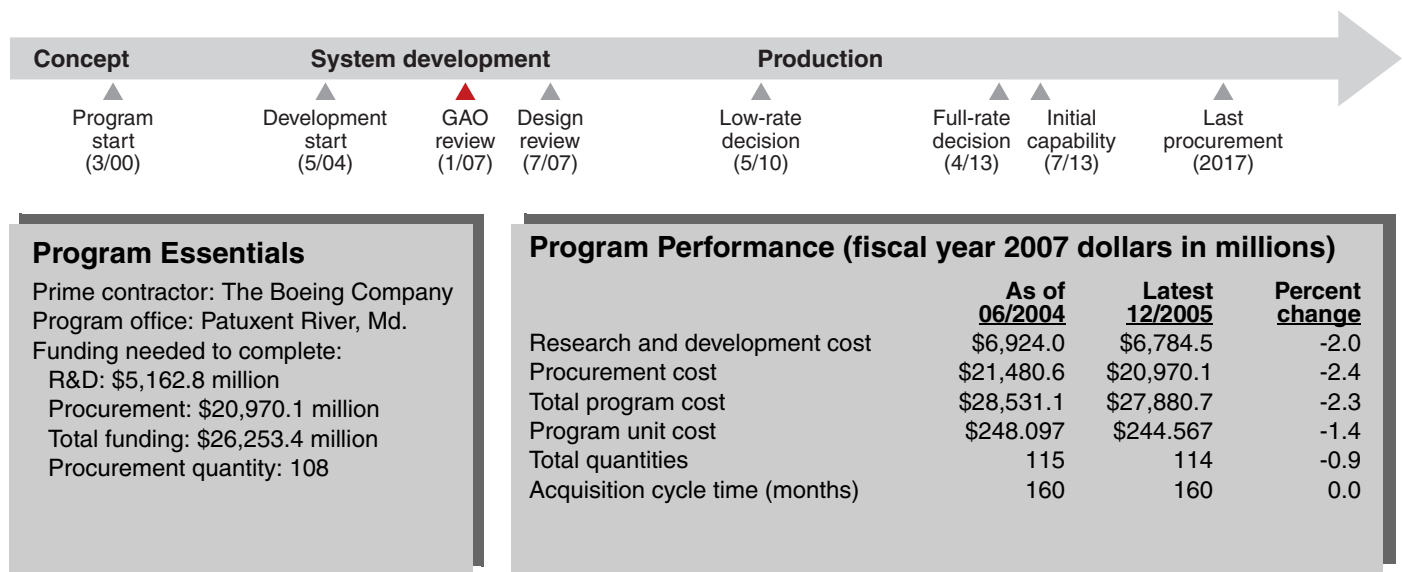 Concept System development Production
Program start (3/00)
Development start (5/04)
GAO review (1/07)
Design review (7/07)
Low-rate decision (5/10)
Full-rate decision (4/13)
Initial capability (7/13)
Last procurement (2017)
Program Essentials
Prime contractor: The Boeing Company
Program office: Patuxent River, Md.
Funding needed to complete:
R&D: $5,162.8 million
Procurement: $20,970.1 million
Total funding: $26,253.4 million
Procurement quantity: 108
Program Performance (fiscal year 2007 dollars in millions)
As of 06/2004 Latest 12/2005 Percent change
Research and development cost $6,924.0 $6,784.5 -2.0
Procurement cost $21,480.6 $20,970.1 -2.4
Total program cost $28,531.1 $27,880.7 -2.3
Program unit cost $248.097 $244.567 -1.4
Total quantities 115 114 -0.9
Acquisition cycle time (months) 160 160 0.0